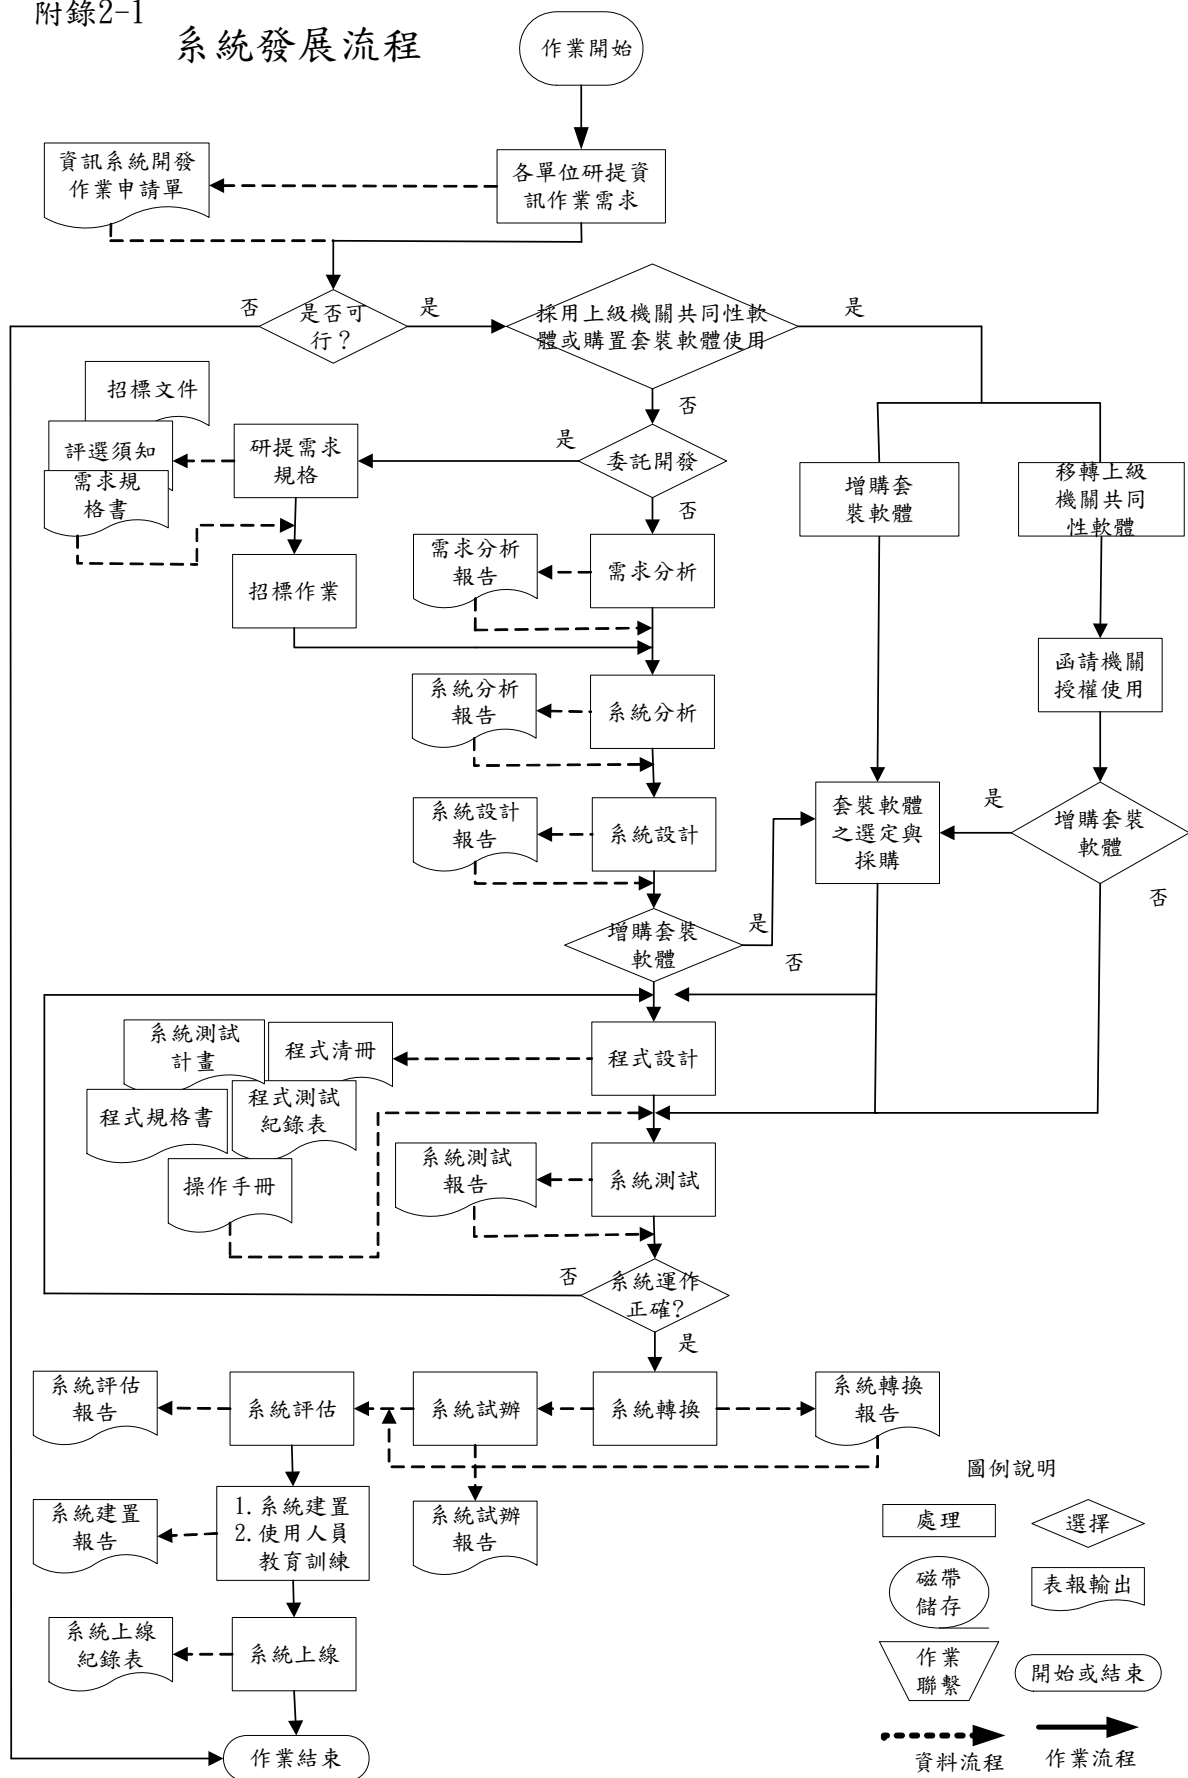 附錄2-1
系統發展流程
作業開始
資訊系統開發
作業申請單
各單位研提資
訊作業需求
否
是否可
行？
是
採用上級機關共同性軟
體或購置套裝軟體使用
是
招標文件
評選須知
需求規
格書
研提需求
規格
是
否
委託開發
否
增購套
裝軟體
移轉上級
機關共同
性軟體
招標作業
需求分析
報告
需求分析
函請機關
授權使用
系統分析
報告
系統分析
系統設計
報告
系統設計
套裝軟體
之選定與
採購
是
增購套裝
軟體
否
增購套裝
軟體
是
否
系統測試
計畫
程式清冊
程式設計
程式規格書
程式測試
紀錄表
操作手冊
系統測試
報告
系統測試
否
系統運作
正確?
是
系統評估
報告
系統評估
系統試辦
系統轉換
系統轉換
報告
系統建置
報告
1.系統建置
2.使用人員
教育訓練
系統試辦
報告
系統上線
紀錄表
系統上線
作業結束
圖例說明
處理
選擇
磁帶
儲存
表報輸出
作業
聯繫
開始或結束
資料流程
作業流程